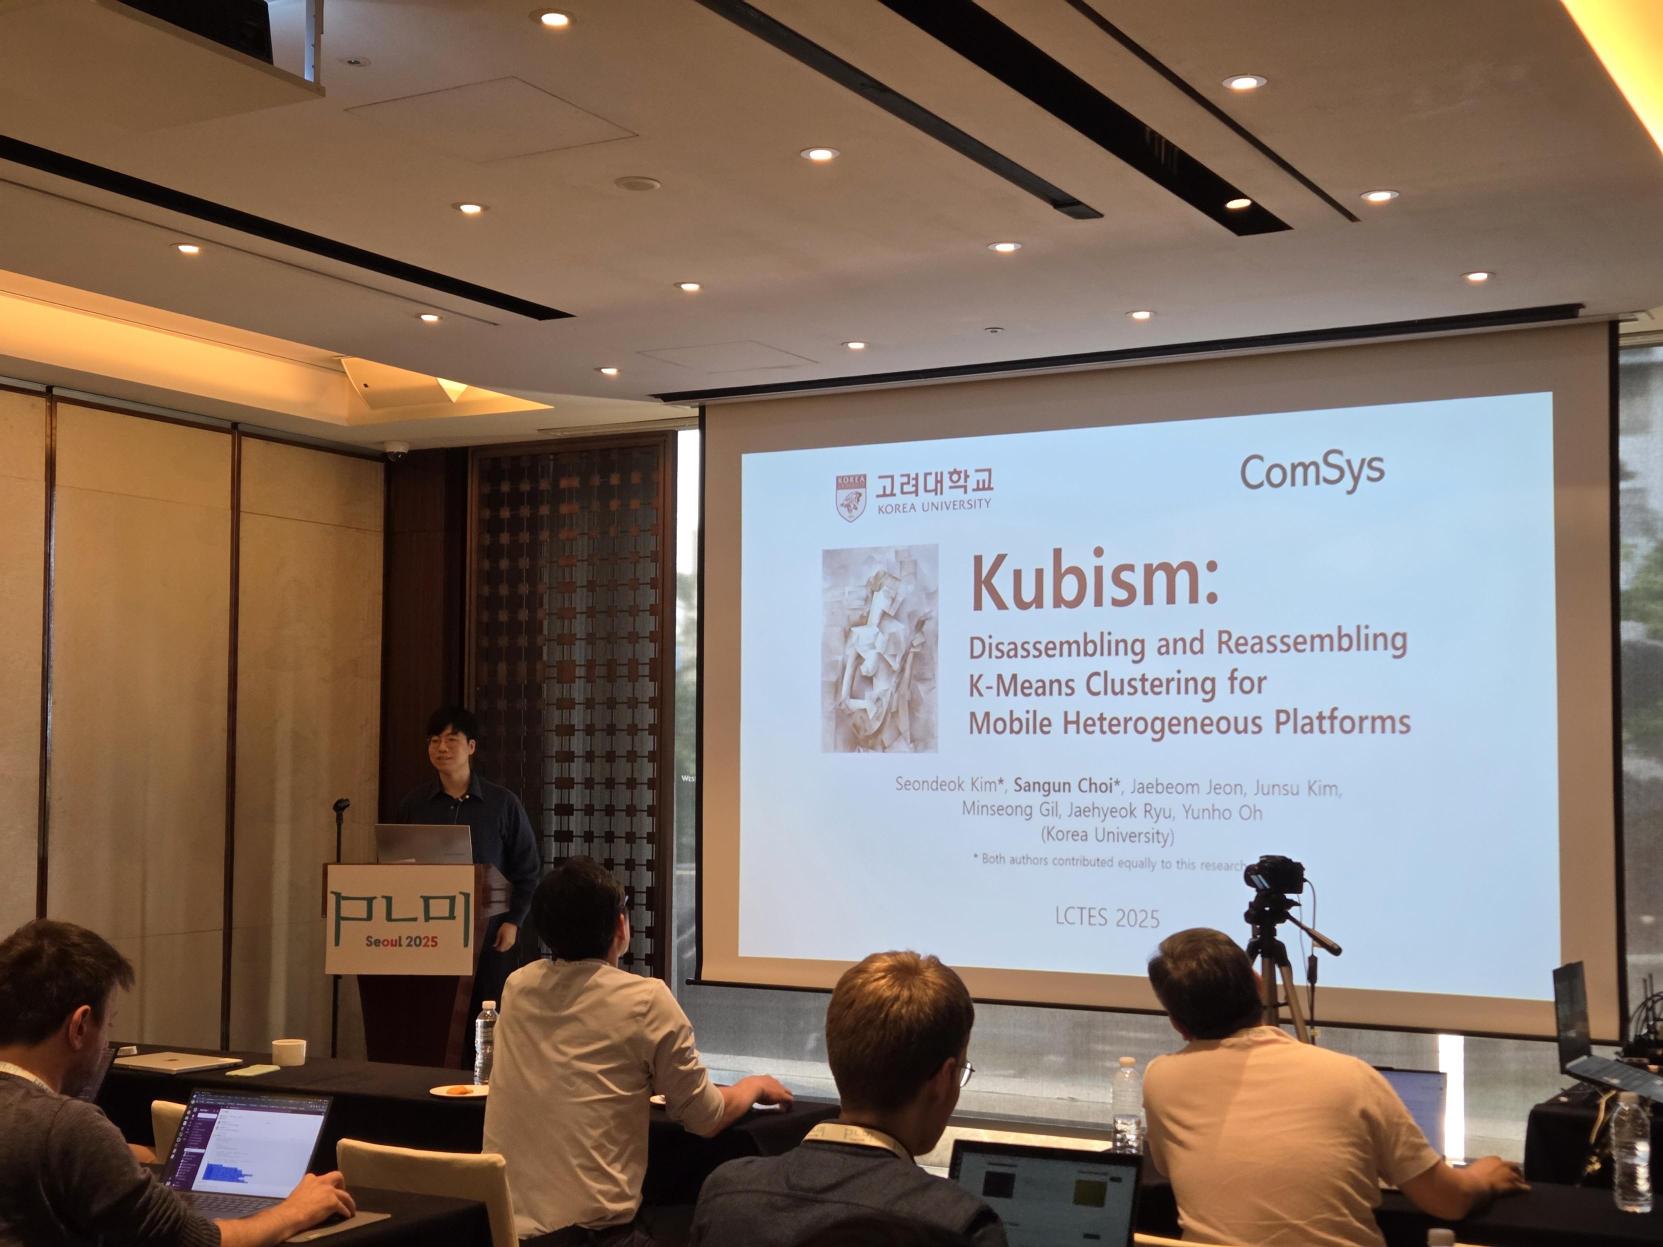 KOREA
고려대학교
KOREA UNIVERSITY
ComSys
Kubism:
Disassembling and Reassembling
K-Means Clustering for
Mobile Heterogeneous Platforms
Seondeok Kim*, Sangun Choi*, Jaebeom Jeon, Junsu Kim,
Minseong Gil, Jaehyeok Ryu, Yunho Oh
(Korea University)
* Both authors contributed equally to this research
LCTES 2025
Seoul 2025